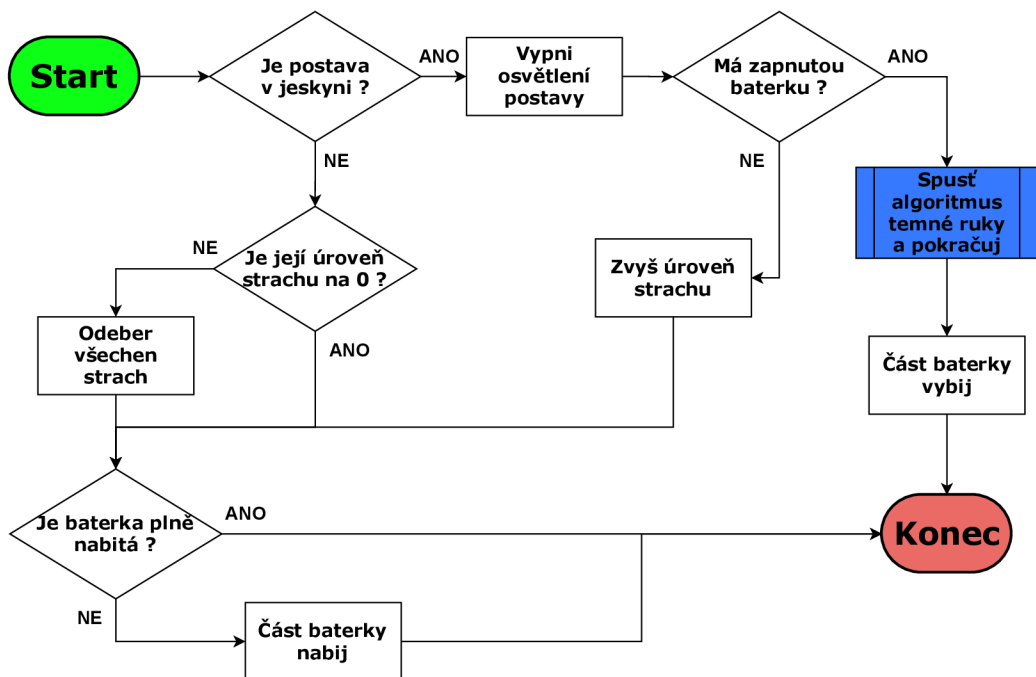 Start
Je postava
v jeskyni ?
ANO
Vypni
osvětlení
postavy
Má zapnutou
baterku ?
ANO
NE
NE
Spusť
algoritmus
temné ruky
a pokračuj
Je její úroveň
strachu na 0 ?
NE
ANO
Zvyš úroveň
strachu
Odeber
všechen
strach
Část baterky
vybij
Je baterka plně
nabitá ?
ANO
NE
Část baterky
nabij
Konec